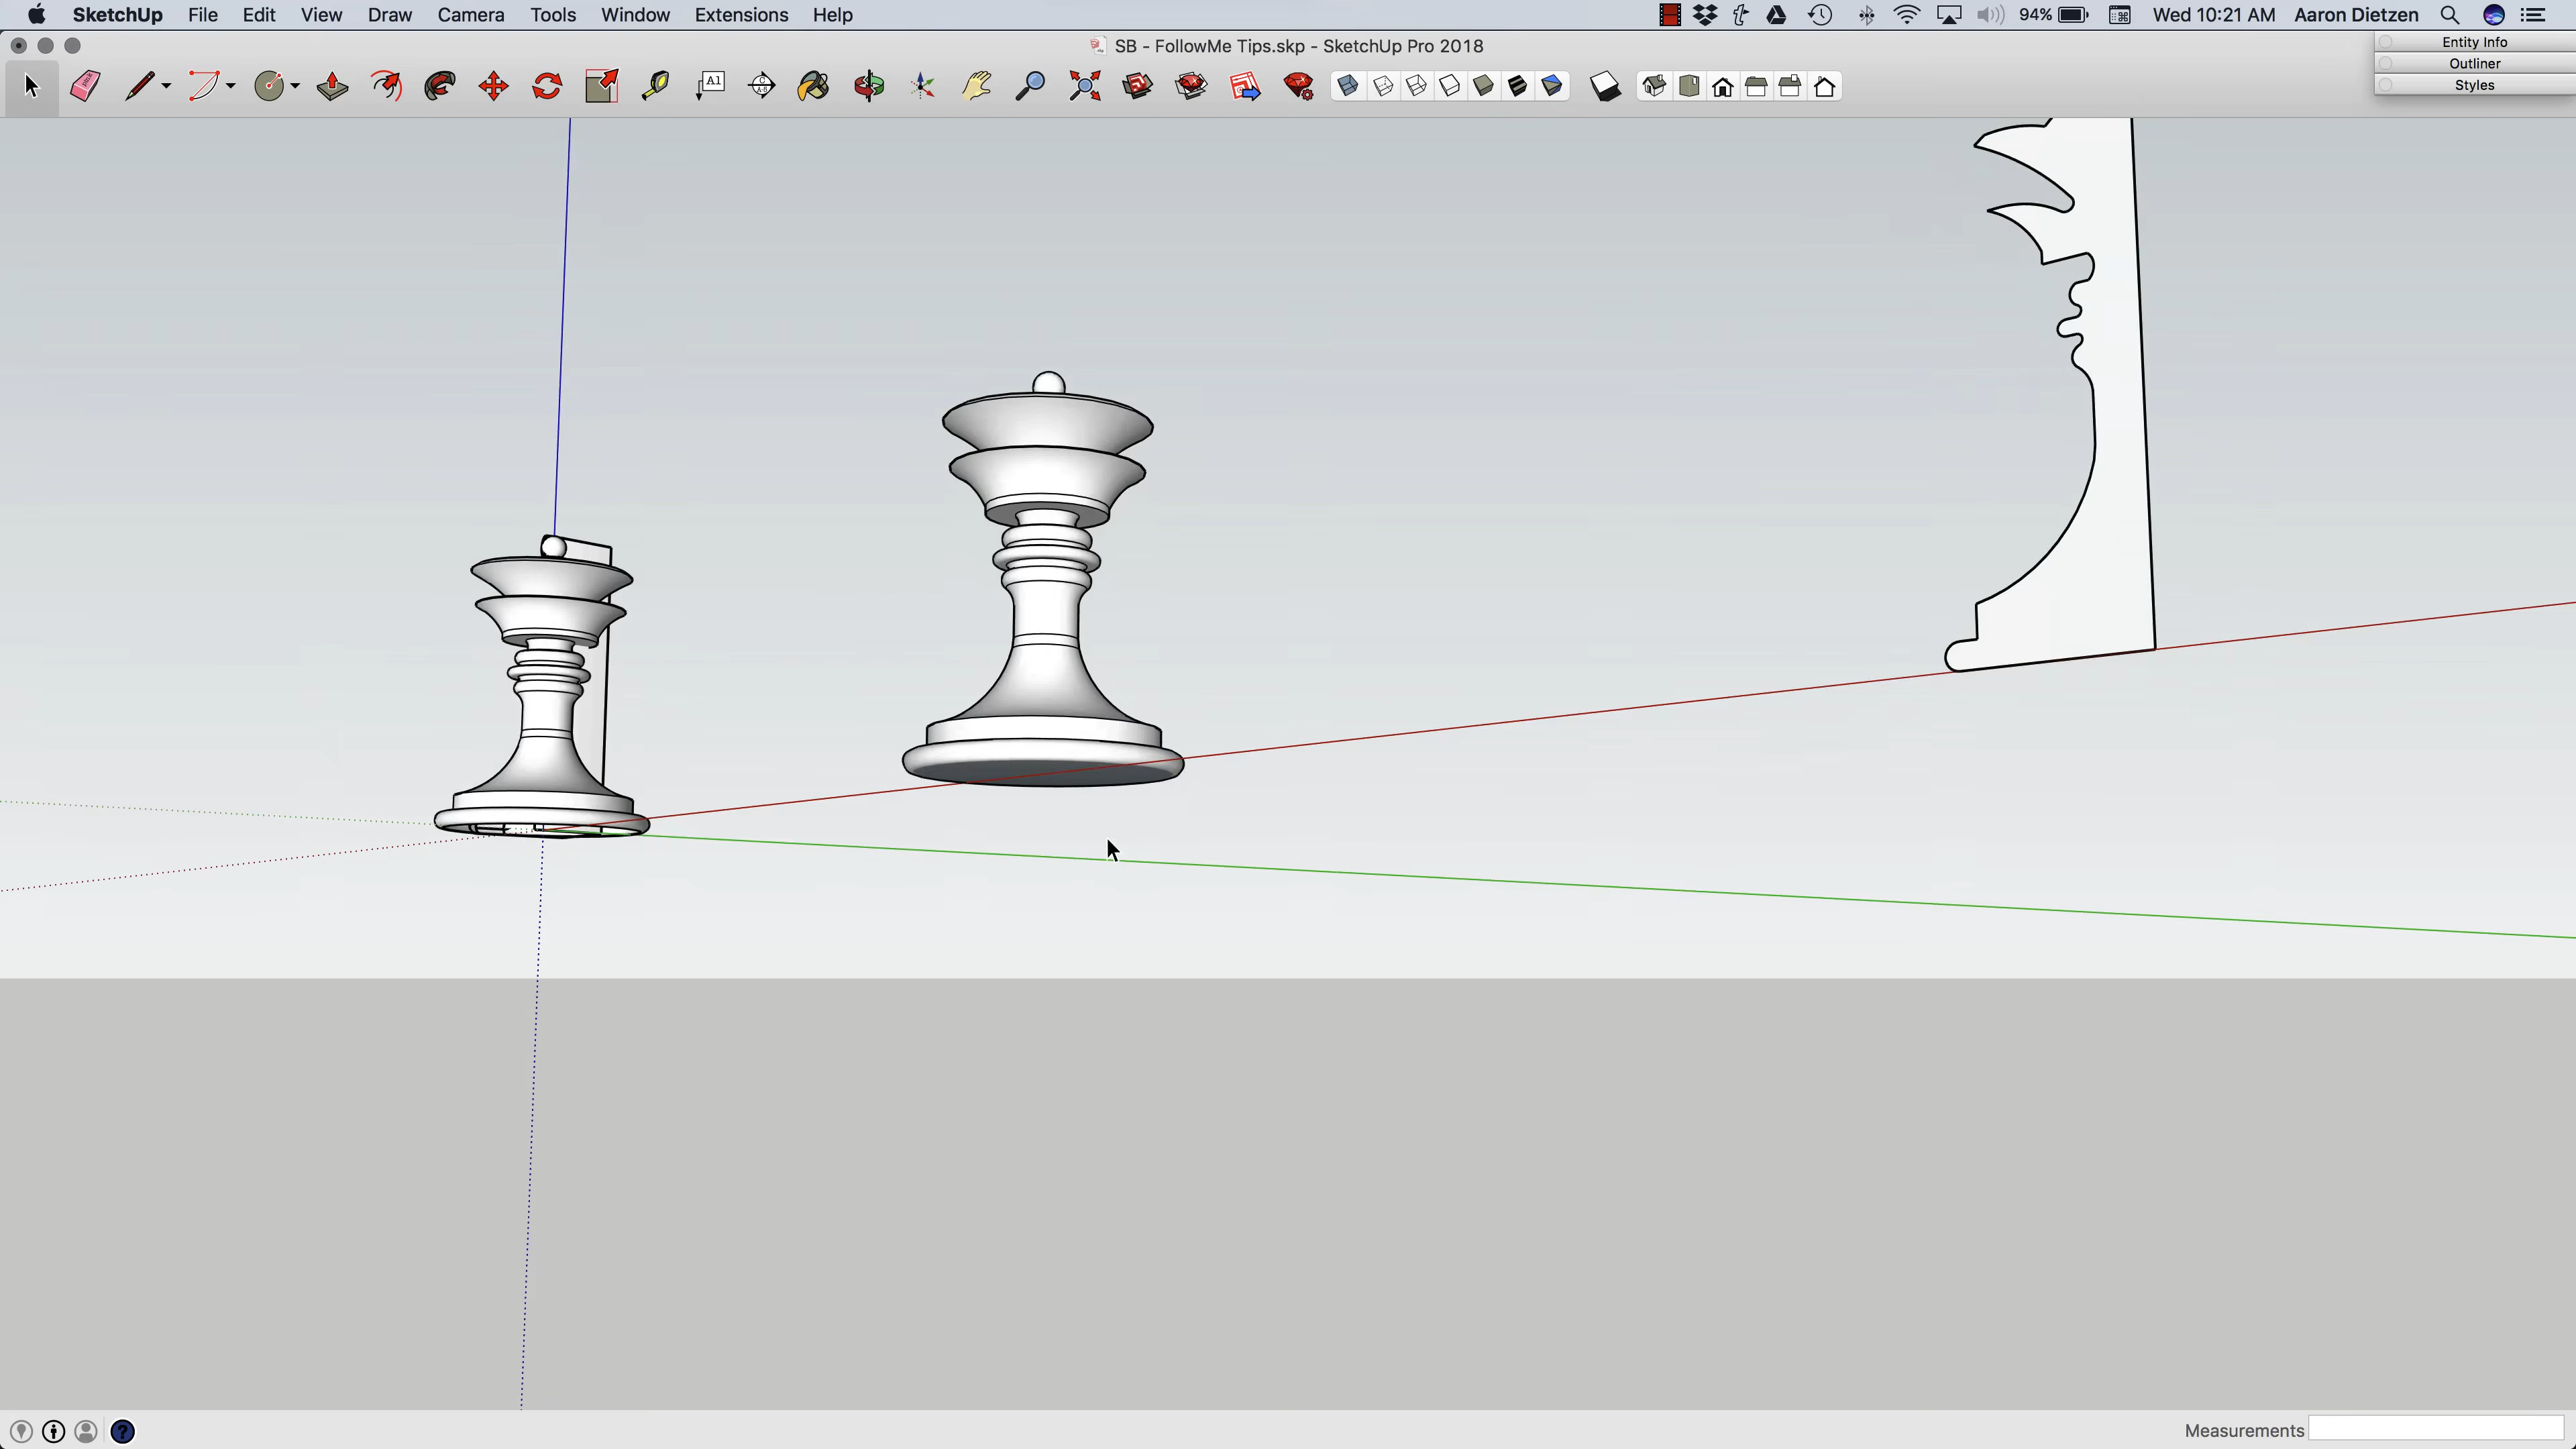 SketchUp File Edit View Draw Camera Tools Window Extensions Help 94% Wed 10:21 AM Aaron Dietzen
SB - FollowMe Tips.skp - SketchUp Pro 2018
Entity Info
Outliner
Styles
A1
Measurements